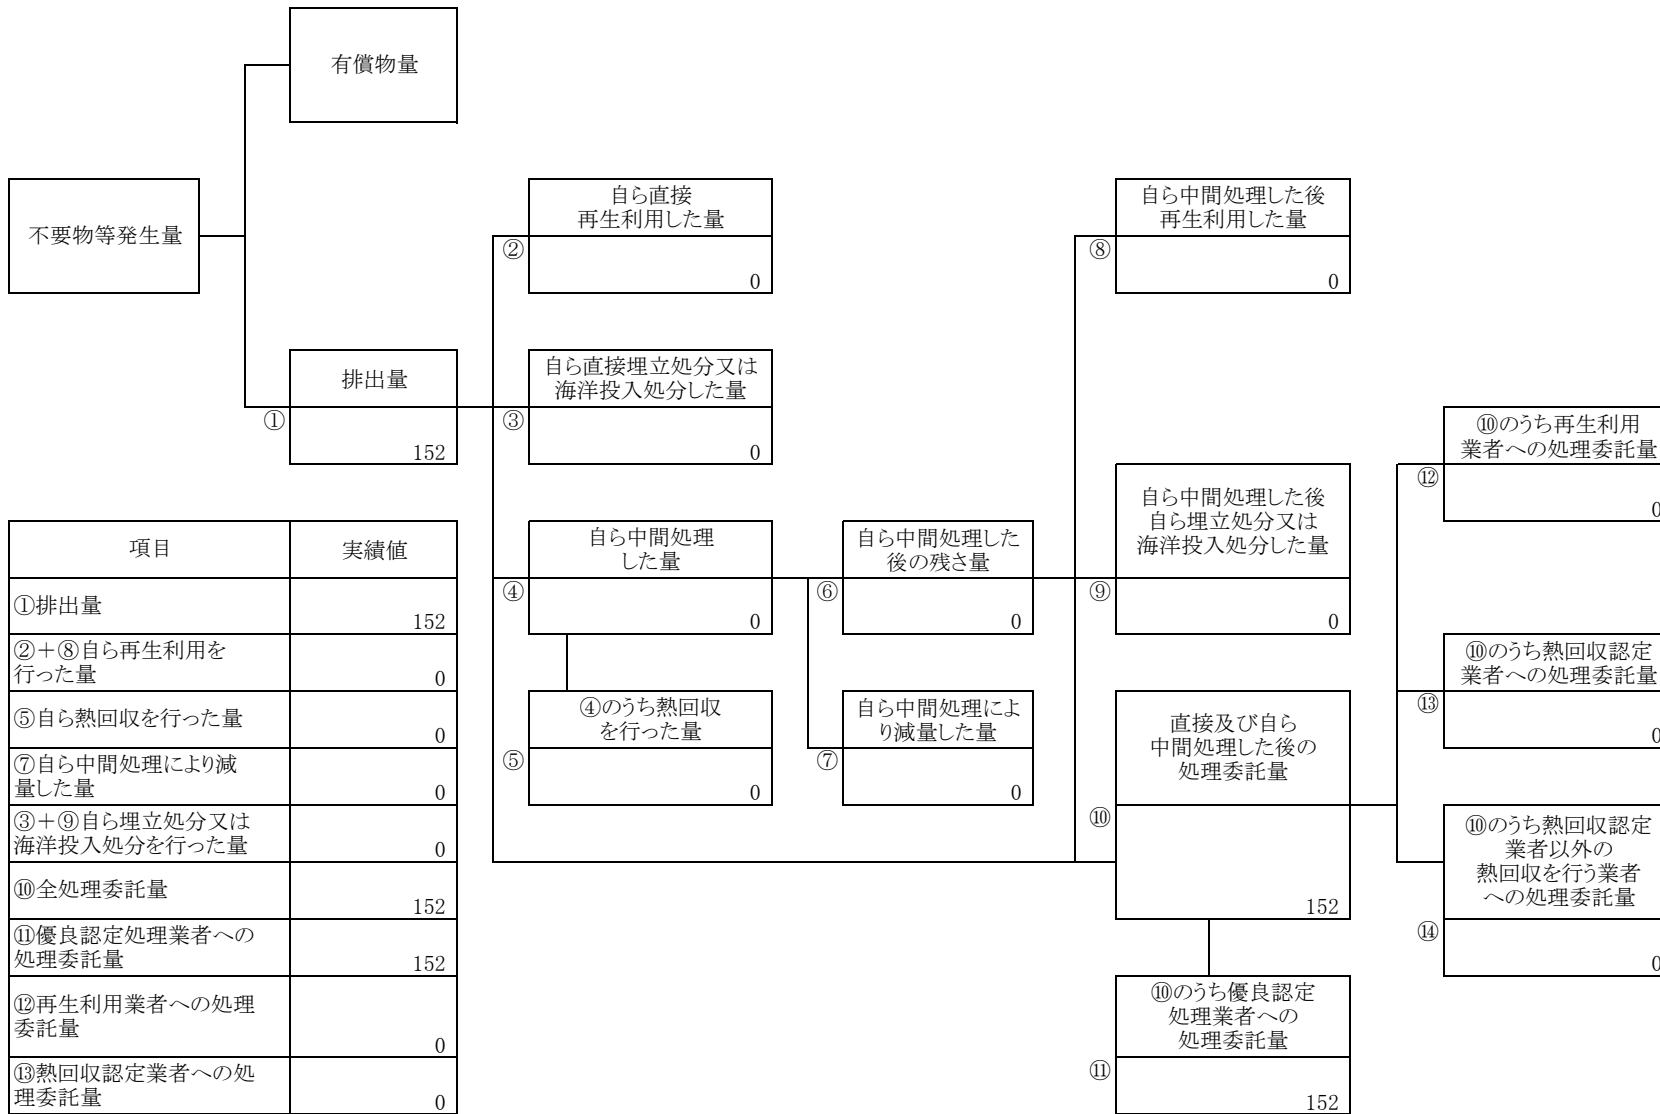 有償物量
不要物等発生量
自ら直接
再生利用した量
②
0
自ら中間処理した後
再生利用した量
⑧
0
排出量
①
152
自ら直接埋立処分又は
海洋投入処分した量
③
0
⑩のうち再生利用
業者への処理委託量
⑫
0
自ら中間処理した後
自ら埋立処分又は
海洋投入処分した量
⑨
0
自ら中間処理
した量
④
0
自ら中間処理した
後の残さ量
⑥
0
⑩のうち熱回収認定
業者への処理委託量
⑬
0
④のうち熱回収
を行った量
⑤
0
自ら中間処理によ
り減量した量
⑦
0
直接及び自ら
中間処理した後の
処理委託量
⑩
152
⑩のうち熱回収認定
業者以外の
熱回収を行う業者
への処理委託量
⑭
0
⑩のうち優良認定
処理業者への
処理委託量
⑪
152
項目 実績値
①排出量 152
②+⑧自ら再生利用を
行った量 0
⑤自ら熱回収を行った量 0
⑦自ら中間処理により減
量した量 0
③+⑨自ら埋立処分又は
海洋投入処分を行った量 0
⑩全処理委託量 152
⑪優良認定処理業者への
処理委託量 152
⑫再生利用業者への処理
委託量 0
⑬熱回収認定業者への処
理委託量 0